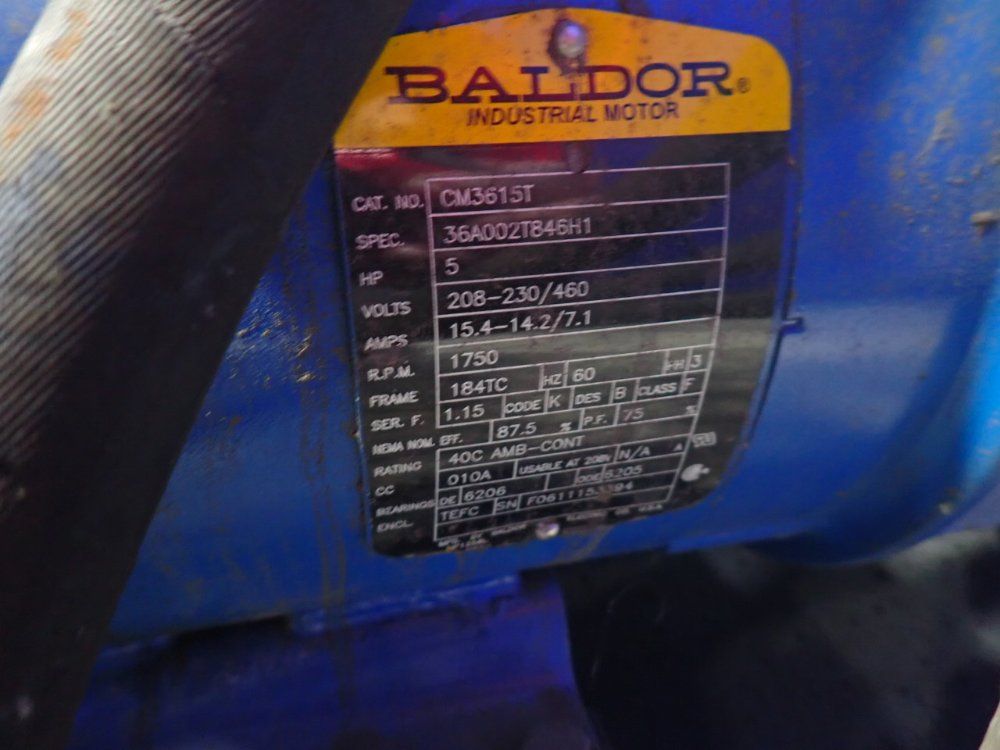 BALDOR®
INDUSTRIAL MOTOR
CAT. NO. CM3615T
SPEC. 36A002T846H1
HP 5
VOLTS 208-230/460
AMPS 15.4-14.2/7.1
R.P.M. 1750
FRAME 184TC HZ 60 PH 3
SER. F. 1.15 CODE K DES B CLASS F
NEMA NOM. EFF. 87.5 % P.F. 75 %
RATING 40C AMB-CONT
CC 010A USABLE AT 208V N/A A
BEARINGS DE 6206 ODE 6205
ENCL. TEFC SN